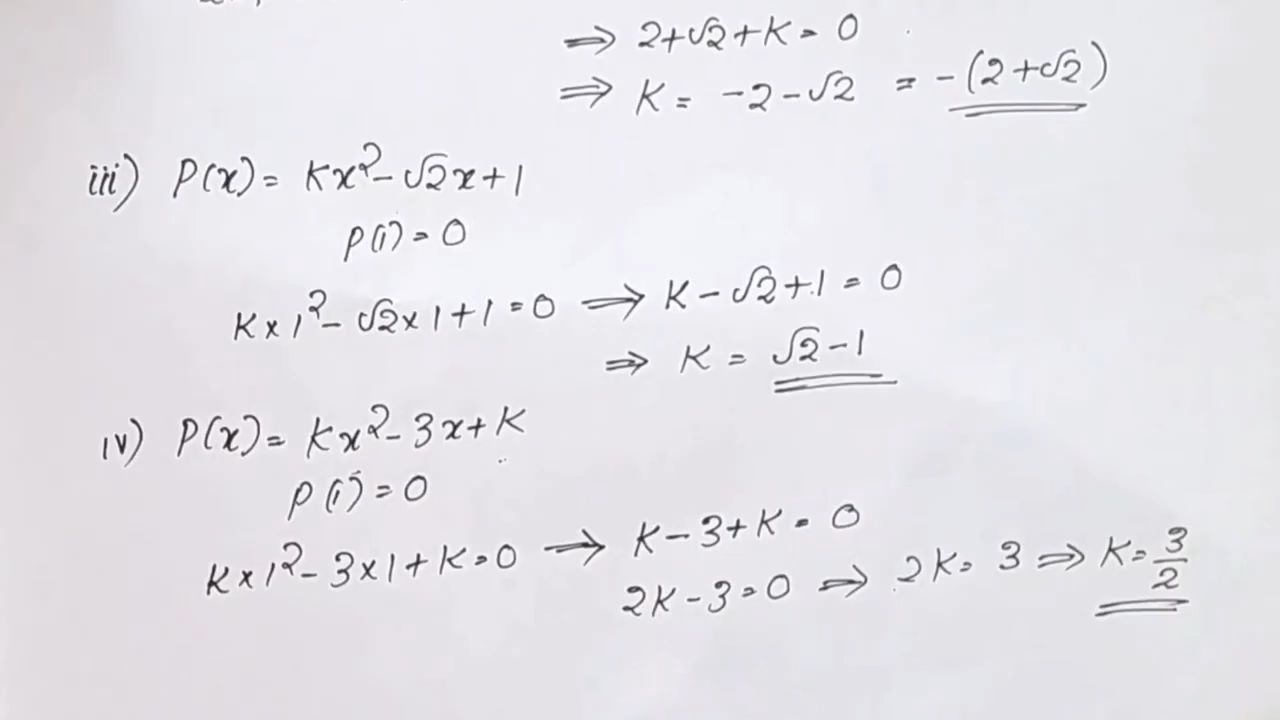 ⇒ 2+√2+K = 0
⇒ K = -2-√2 = -(2+√2)
iii) P(x) = Kx²-√2x+1
P(1) = 0
K×1²-√2×1+1 = 0 ⇒ K-√2+1 = 0
⇒ K = √2-1
iv) P(x) = Kx²-3x+K
P(1) = 0
K×1²-3×1+K = 0 ⇒ K-3+K = 0
2K-3 = 0 ⇒ 2K = 3 ⇒ K = 3/2